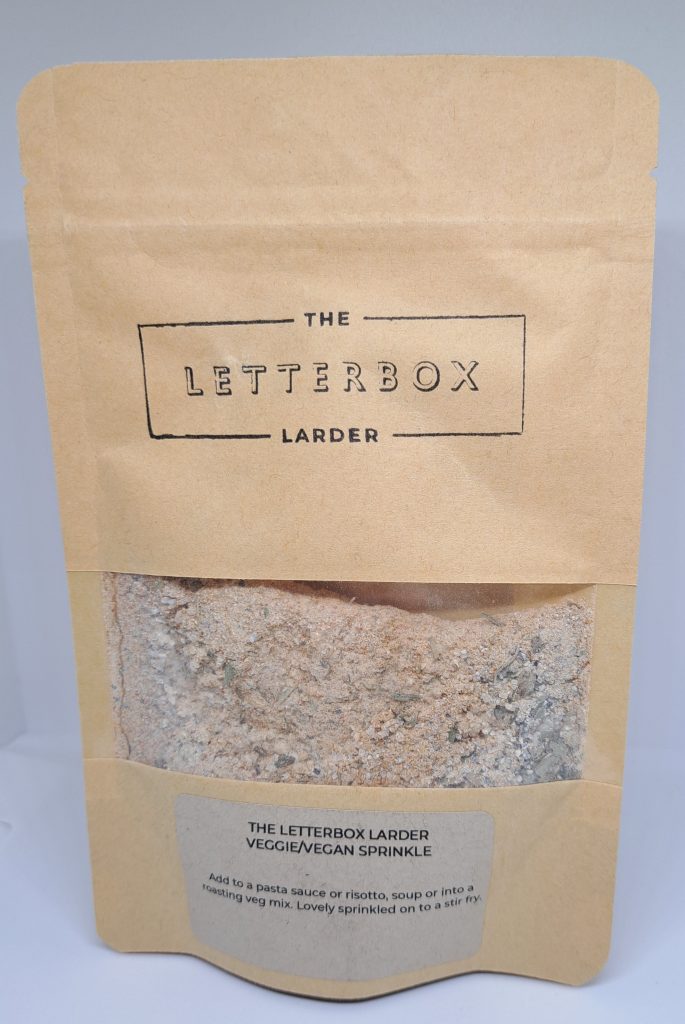 THE
LETTERBOX
LARDER
THE LETTERBOX LARDER
VEGGIE/VEGAN SPRINKLE
Add to a pasta sauce or risotto, soup or into a
roasting veg mix. Lovely sprinkled on to a stir fry.